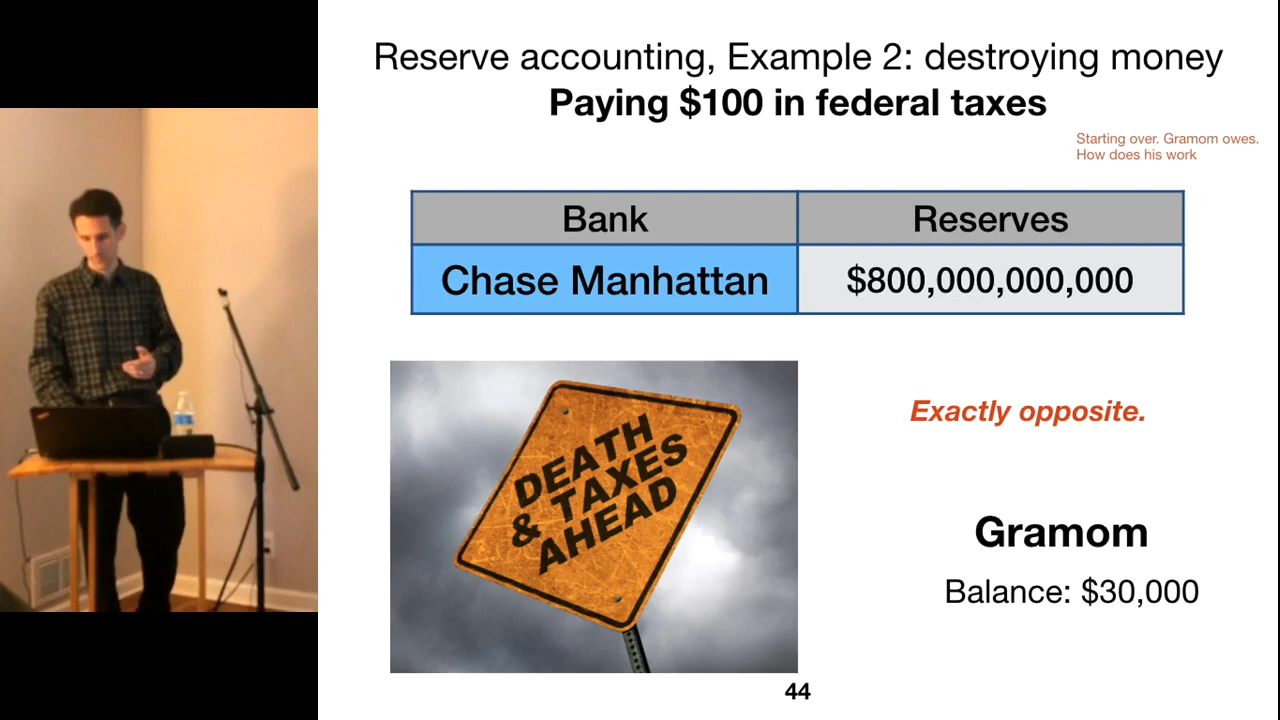 Reserve accounting, Example 2: destroying money
Paying $100 in federal taxes
Starting over. Gramom owes.
How does his work
Bank Reserves
Chase Manhattan $800,000,000,000
DEATH
& TAXES
AHEAD
Exactly opposite.
Gramom
Balance: $30,000
44